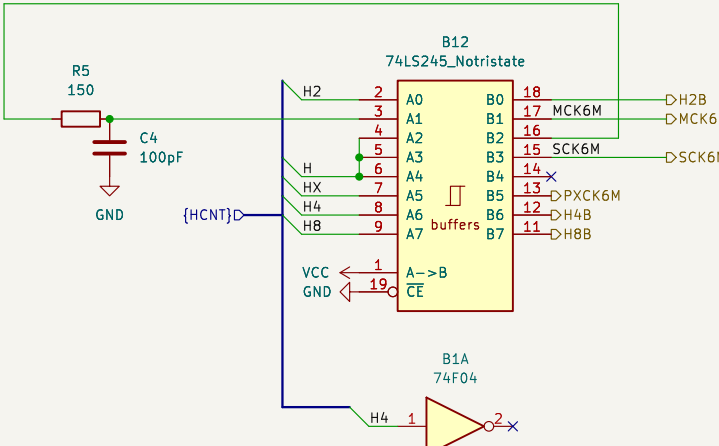 B12
74LS245_Notristate
R5
150
C4
100pF
GND
{HCNT}
H2
H
HX
H4
H8
2 A0 B0 18 H2B
3 A1 B1 17 MCK6M
4 A2 B2 16
5 A3 B3 15 SCK6M
6 A4 B4 14
7 A5 B5 13 PXCK6M
8 A6 B6 12 H4B
9 A7 B7 11 H8B
buffers
VCC 1 A->B
GND 19 CE
B1A
74F04
H4 1 2